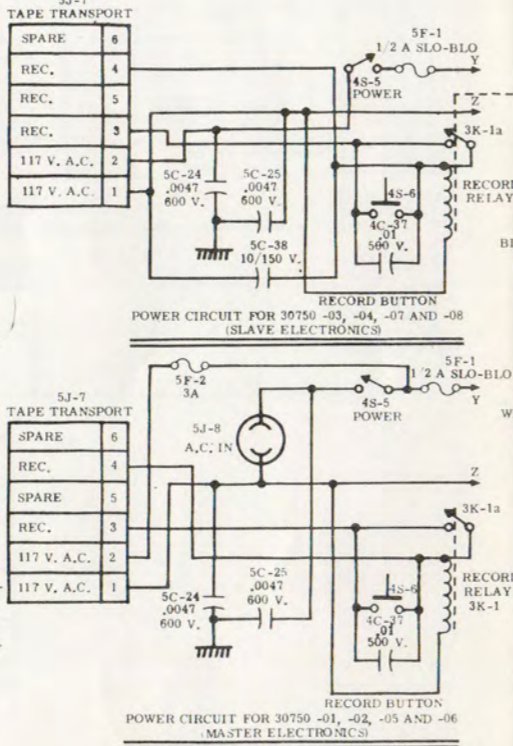 5J-7
TAPE TRANSPORT
SPARE 6
REC. 4
REC. 5
REC. 3
117 V. A.C. 2
117 V. A.C. 1
5F-1
1/2 A SLO-BLO
Y
4S-5
POWER
Z
3K-1a
5C-24
.0047
600 V.
5C-25
.0047
600 V.
4S-6
4C-37
.01
500 V.
RECORD
RELAY
5C-38
10/150 V.
RECORD BUTTON
POWER CIRCUIT FOR 30750 -03, -04, -07 AND -08
(SLAVE ELECTRONICS)
5F-1
1/2 A SLO-BLO
Y
5F-2
3A
4S-5
POWER
W
5J-7
TAPE TRANSPORT
5J-8
A.C. IN
SPARE 6
REC. 4
SPARE 5
REC. 3
117 V. A.C. 2
117 V. A.C. 1
Z
3K-1a
5C-24
.0047
600 V.
5C-25
.0047
600 V.
4S-6
4C-37
.01
500 V.
RECORD
RELAY
3K-1
RECORD BUTTON
POWER CIRCUIT FOR 30750 -01, -02, -05 AND -06
(MASTER ELECTRONICS)